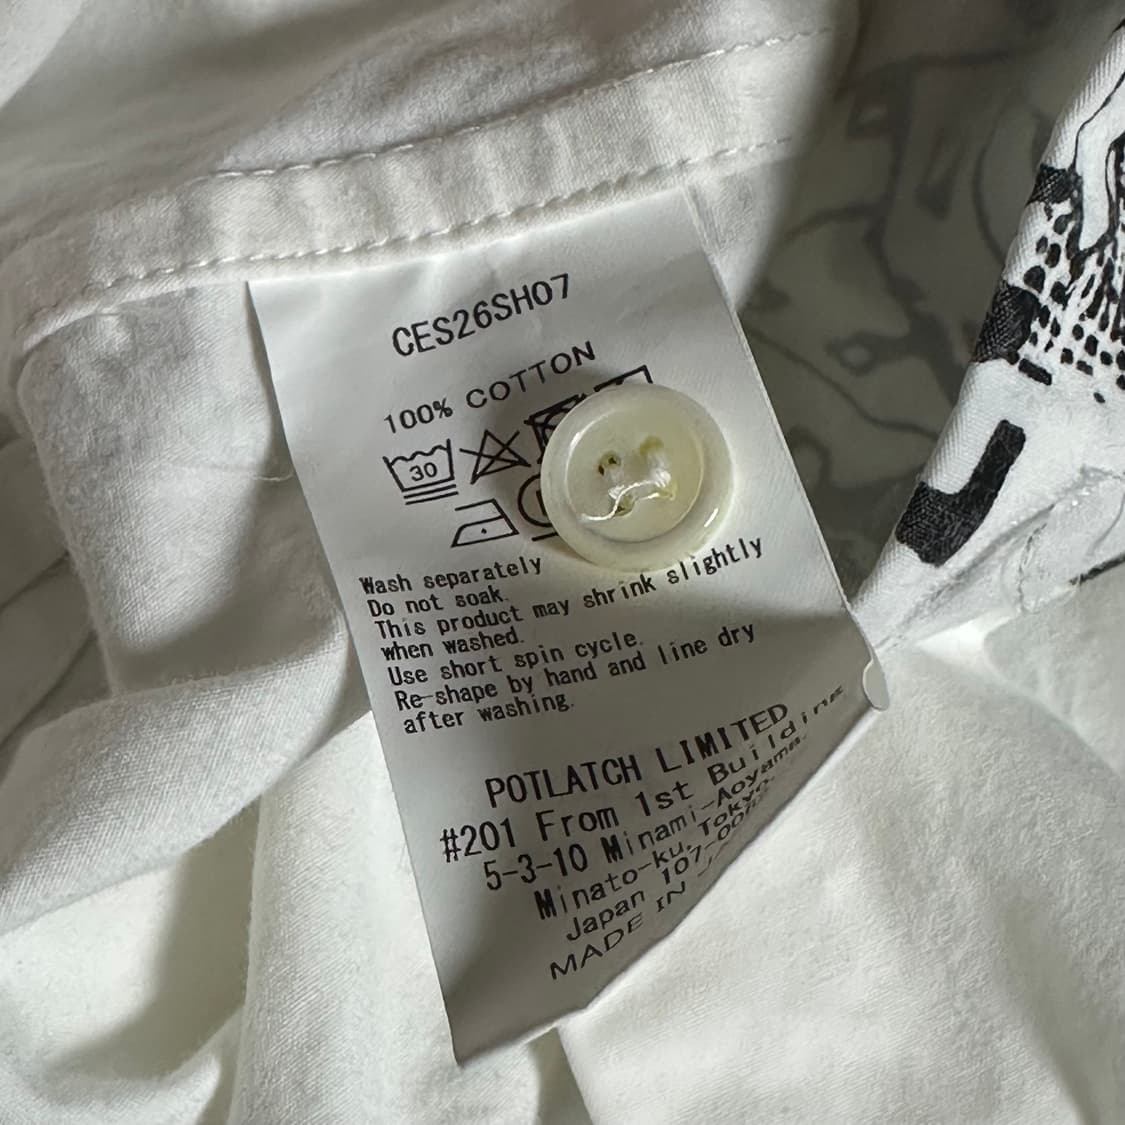 CES26SH07
100% COTTON
30
Wash separately
Do not soak.
This product may shrink slightly
when washed.
Use short spin cycle.
Re-shape by hand and line dry
after washing.
POTLATCH LIMITED
#201 From 1st Building
5-3-10 Minami-Aoyama,
Minato-ku, Tokyo,
Japan 107-00
MADE IN